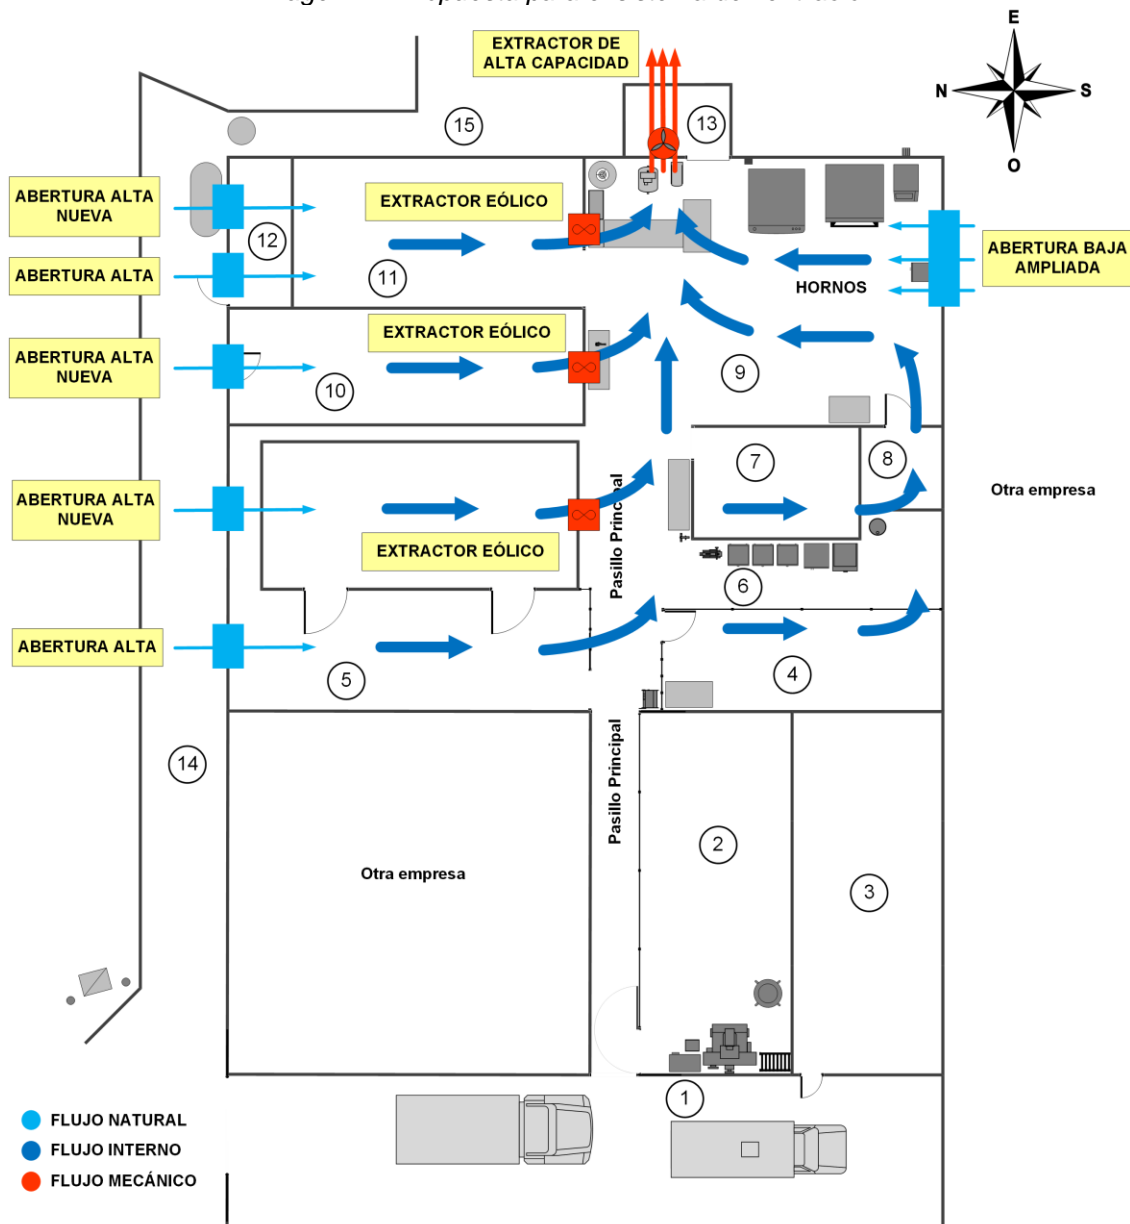 EXTRACTOR DE
ALTA CAPACIDAD
E
N
S
O
15
13
ABERTURA ALTA
NUEVA
EXTRACTOR EÓLICO
12
ABERTURA BAJA
AMPLIADA
ABERTURA ALTA
11
HORNOS
EXTRACTOR EÓLICO
ABERTURA ALTA
NUEVA
10
9
7
8
ABERTURA ALTA
NUEVA
Otra empresa
EXTRACTOR EÓLICO
Pasillo Principal
6
ABERTURA ALTA
5
4
14
Pasillo Principal
2
Otra empresa
3
1
FLUJO NATURAL
FLUJO INTERNO
FLUJO MECÁNICO